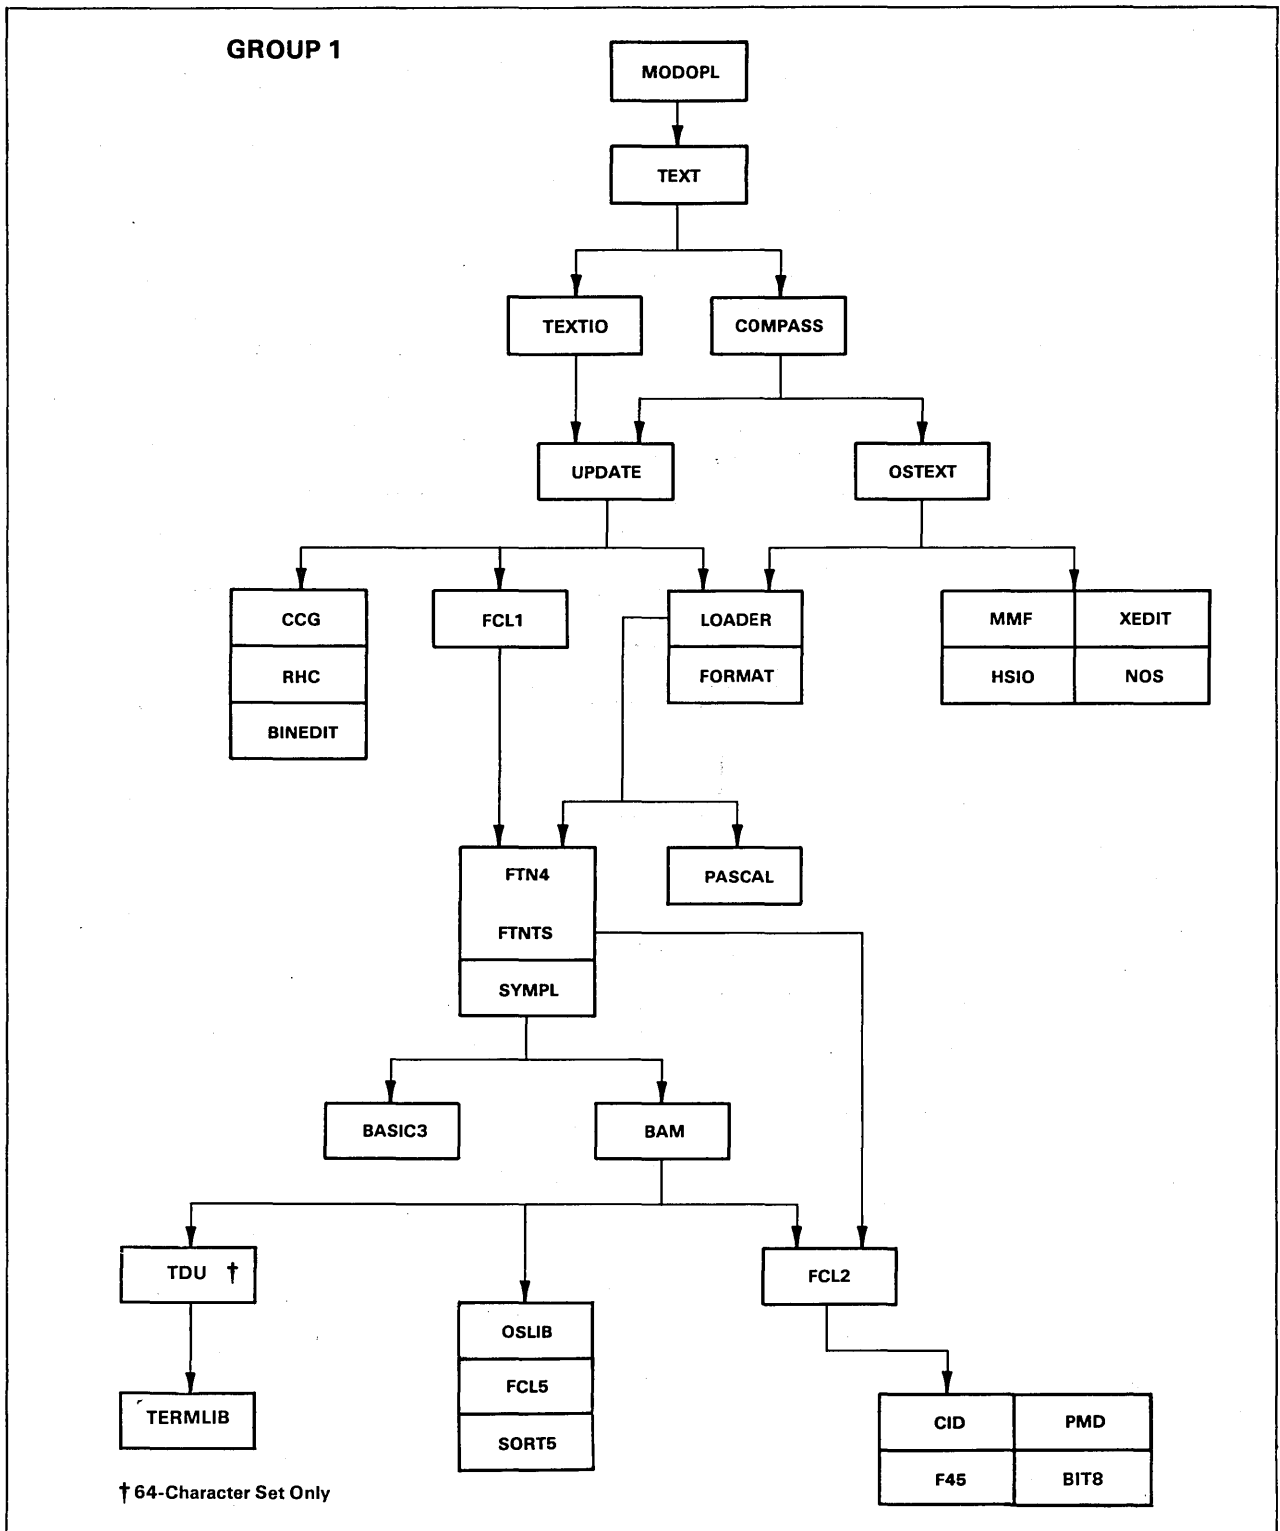 GROUP 1
MODOPL
TEXT
TEXTIO
COMPASS
UPDATE
OSTEXT
CCG
FCL1
LOADER
MMF
XEDIT
RHC
FORMAT
HSIO
NOS
BINEDIT
FTN4
PASCAL
FTNTS
SYMPL
BASIC3
BAM
TDU †
FCL2
OSLIB
FCL5
TERMLIB
SORT5
CID
PMD
F45
BIT8
† 64-Character Set Only